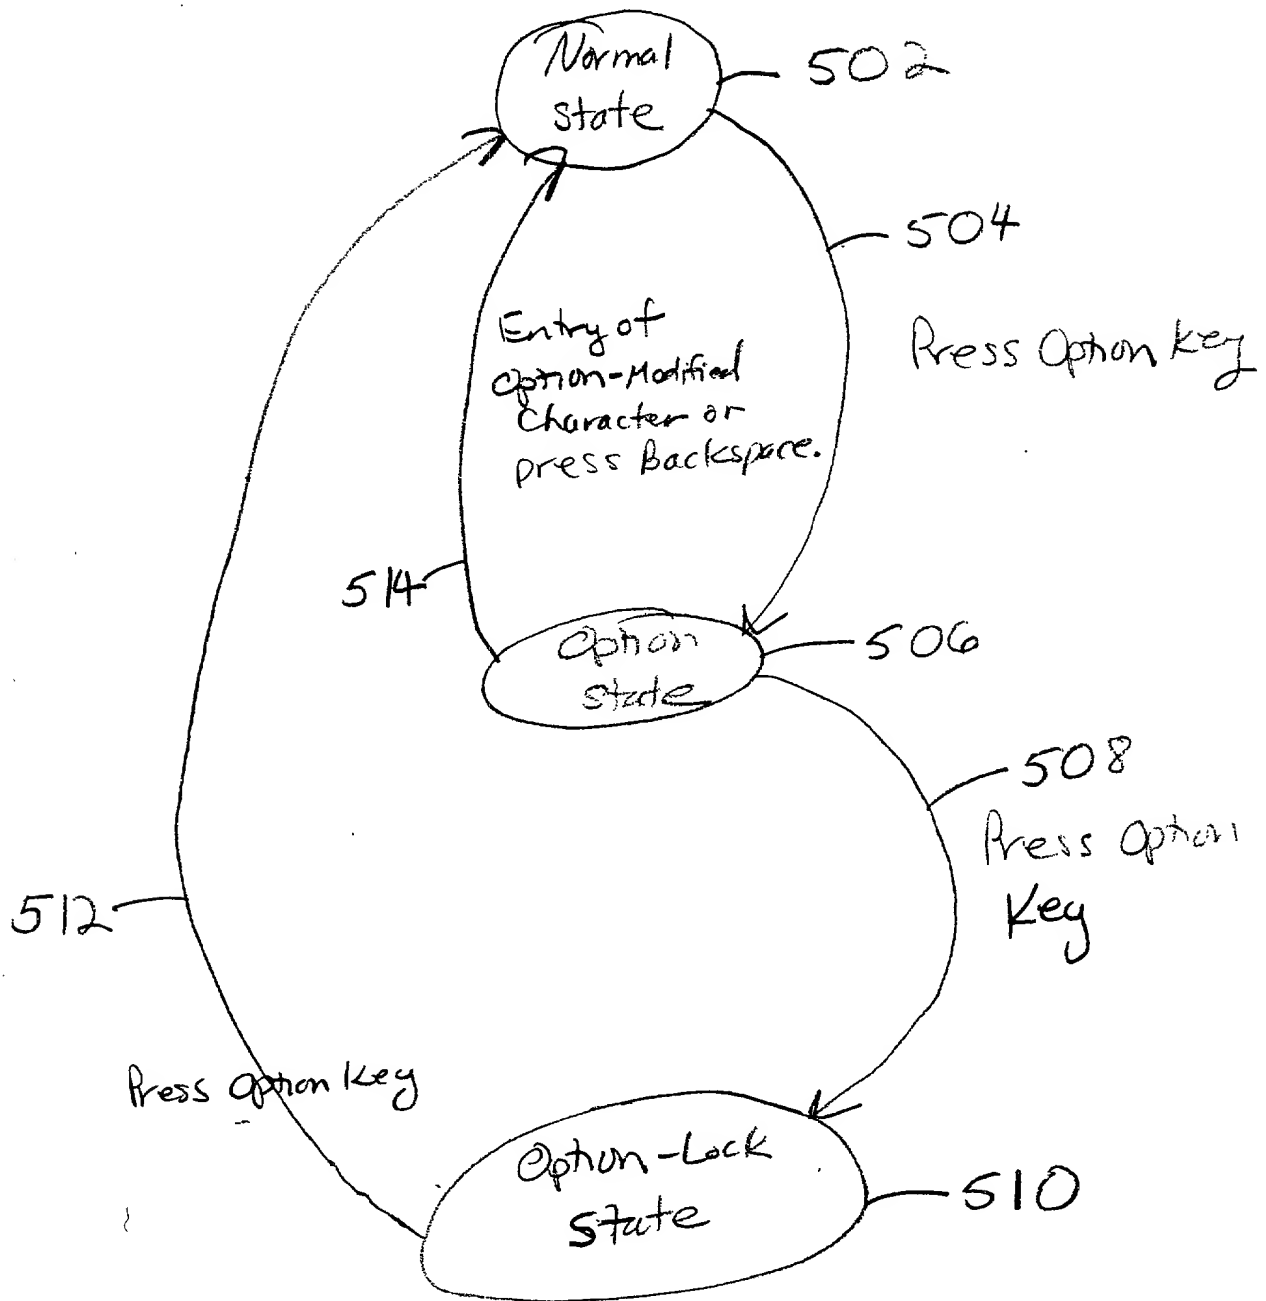 Normal
state
502
504
Press Option Key
Entry of
Option-Modified
Character or
press Backspace.
514
Option
state
506
508
Press Option
Key
512
Press Option Key
Option-Lock
State
510